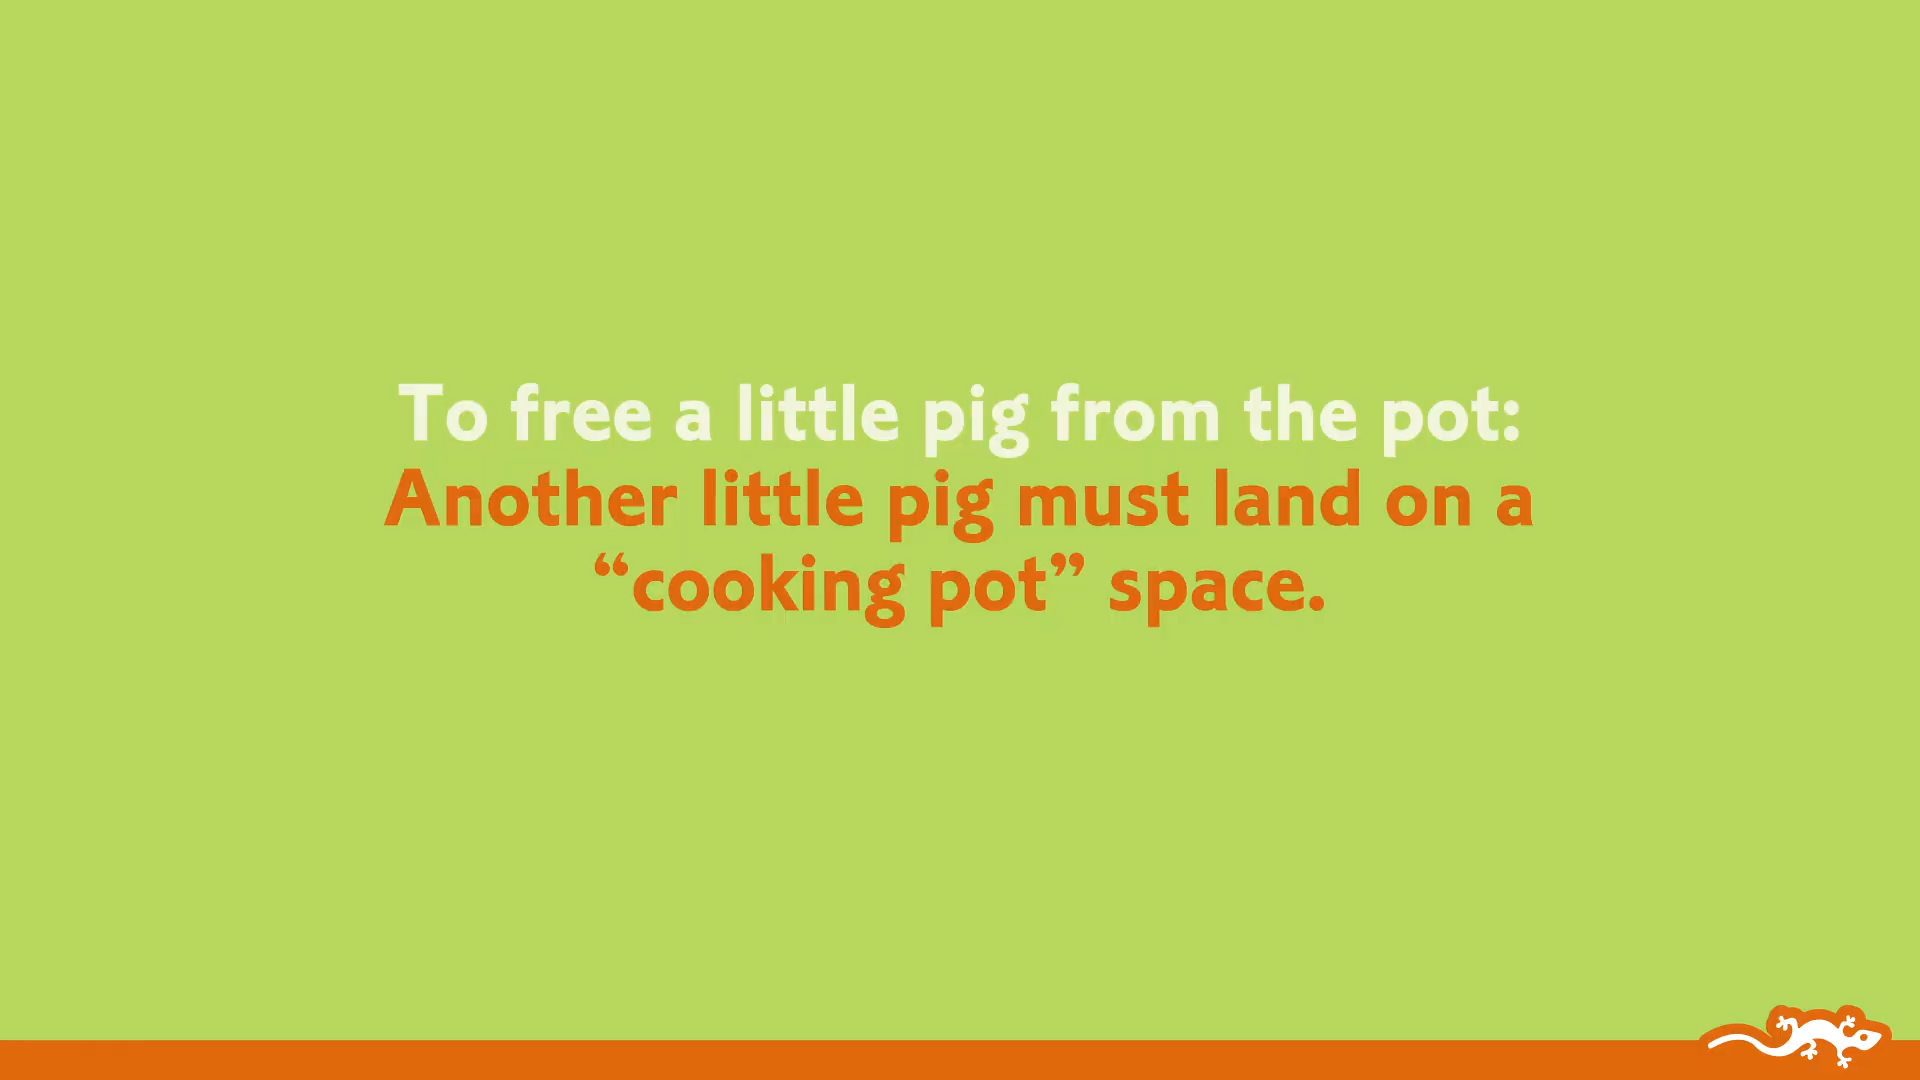 To free a little pig from the pot:
Another little pig must land on a
“cooking pot” space.